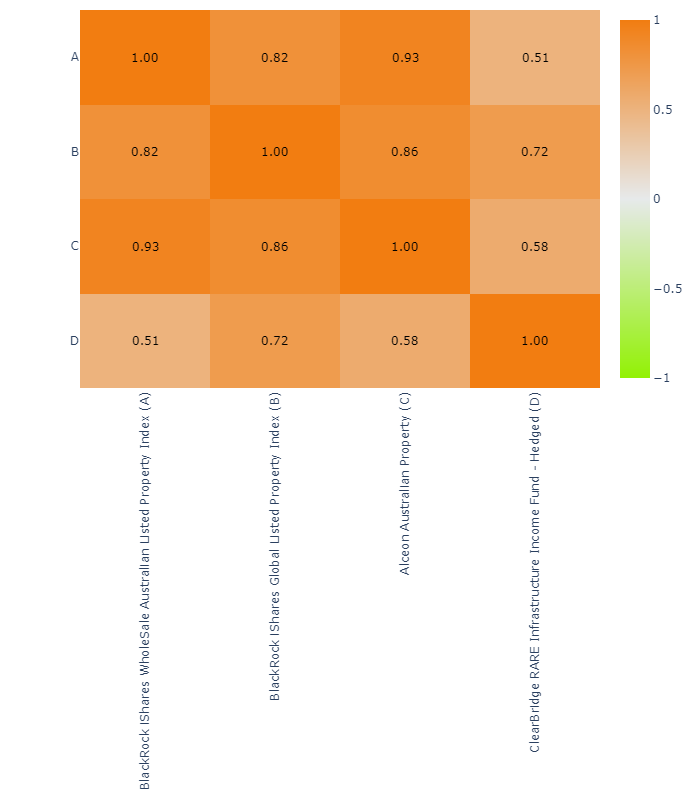 A 1.00 0.82 0.93 0.51
B 0.82 1.00 0.86 0.72
C 0.93 0.86 1.00 0.58
D 0.51 0.72 0.58 1.00
BlackRock IShares WholeSale Australian Listed Property Index (A)
BlackRock IShares Global Listed Property Index (B)
Alceon Australian Property (C)
ClearBridge RARE Infrastructure Income Fund - Hedged (D)
1
0.5
0
−0.5
−1